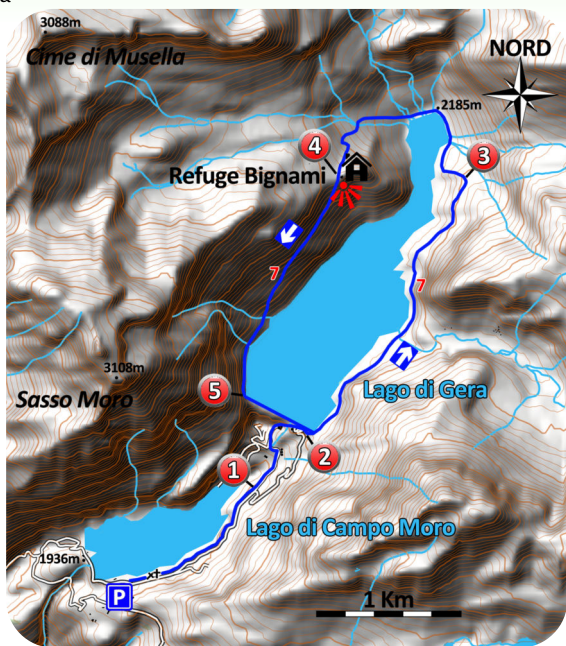 a
3088m
Cime di Musella
NORD
2185m
4
3
Refuge Bignami
7
7
3108m
Sasso Moro
5
Lago di Gera
2
1
Lago di Campo Moro
1936m
P
1 Km